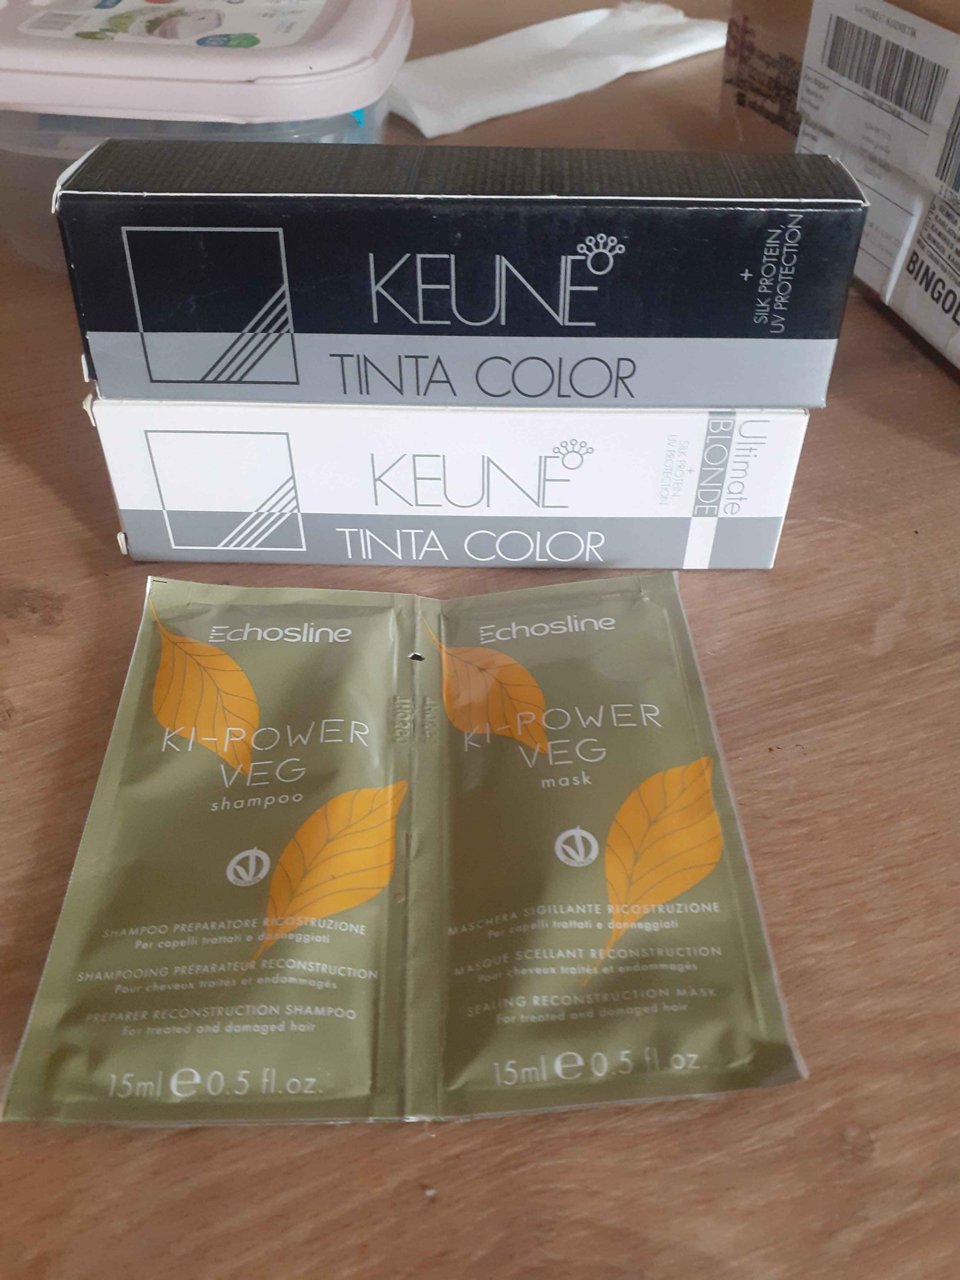 KEUNE
TINTA COLOR
+
SILK PROTEIN,
UV PROTECTION
KEUNE
TINTA COLOR
+
SILK PROTEIN,
UV PROTECTION
Ultimate
BLONDE
BINGOL
Echosline
KI-POWER
VEG
shampoo
SHAMPOO PREPARATORE RICOSTRUZIONE
Per capelli trattati e danneggiati
SHAMPOOING PRÉPARATEUR RECONSTRUCTION
Pour cheveux traités et endommagés
PREPARER RECONSTRUCTION SHAMPOO
For treated and damaged hair
15ml e 0.5 fl.oz.
Echosline
KI-POWER
VEG
mask
MASCHERA SIGILLANTE RICOSTRUZIONE
Per capelli trattati e danneggiati
MASQUE SCELLANT RECONSTRUCTION
Pour cheveux traités et endommagés
SEALING RECONSTRUCTION MASK
For treated and damaged hair
15ml e 0.5 fl.oz.